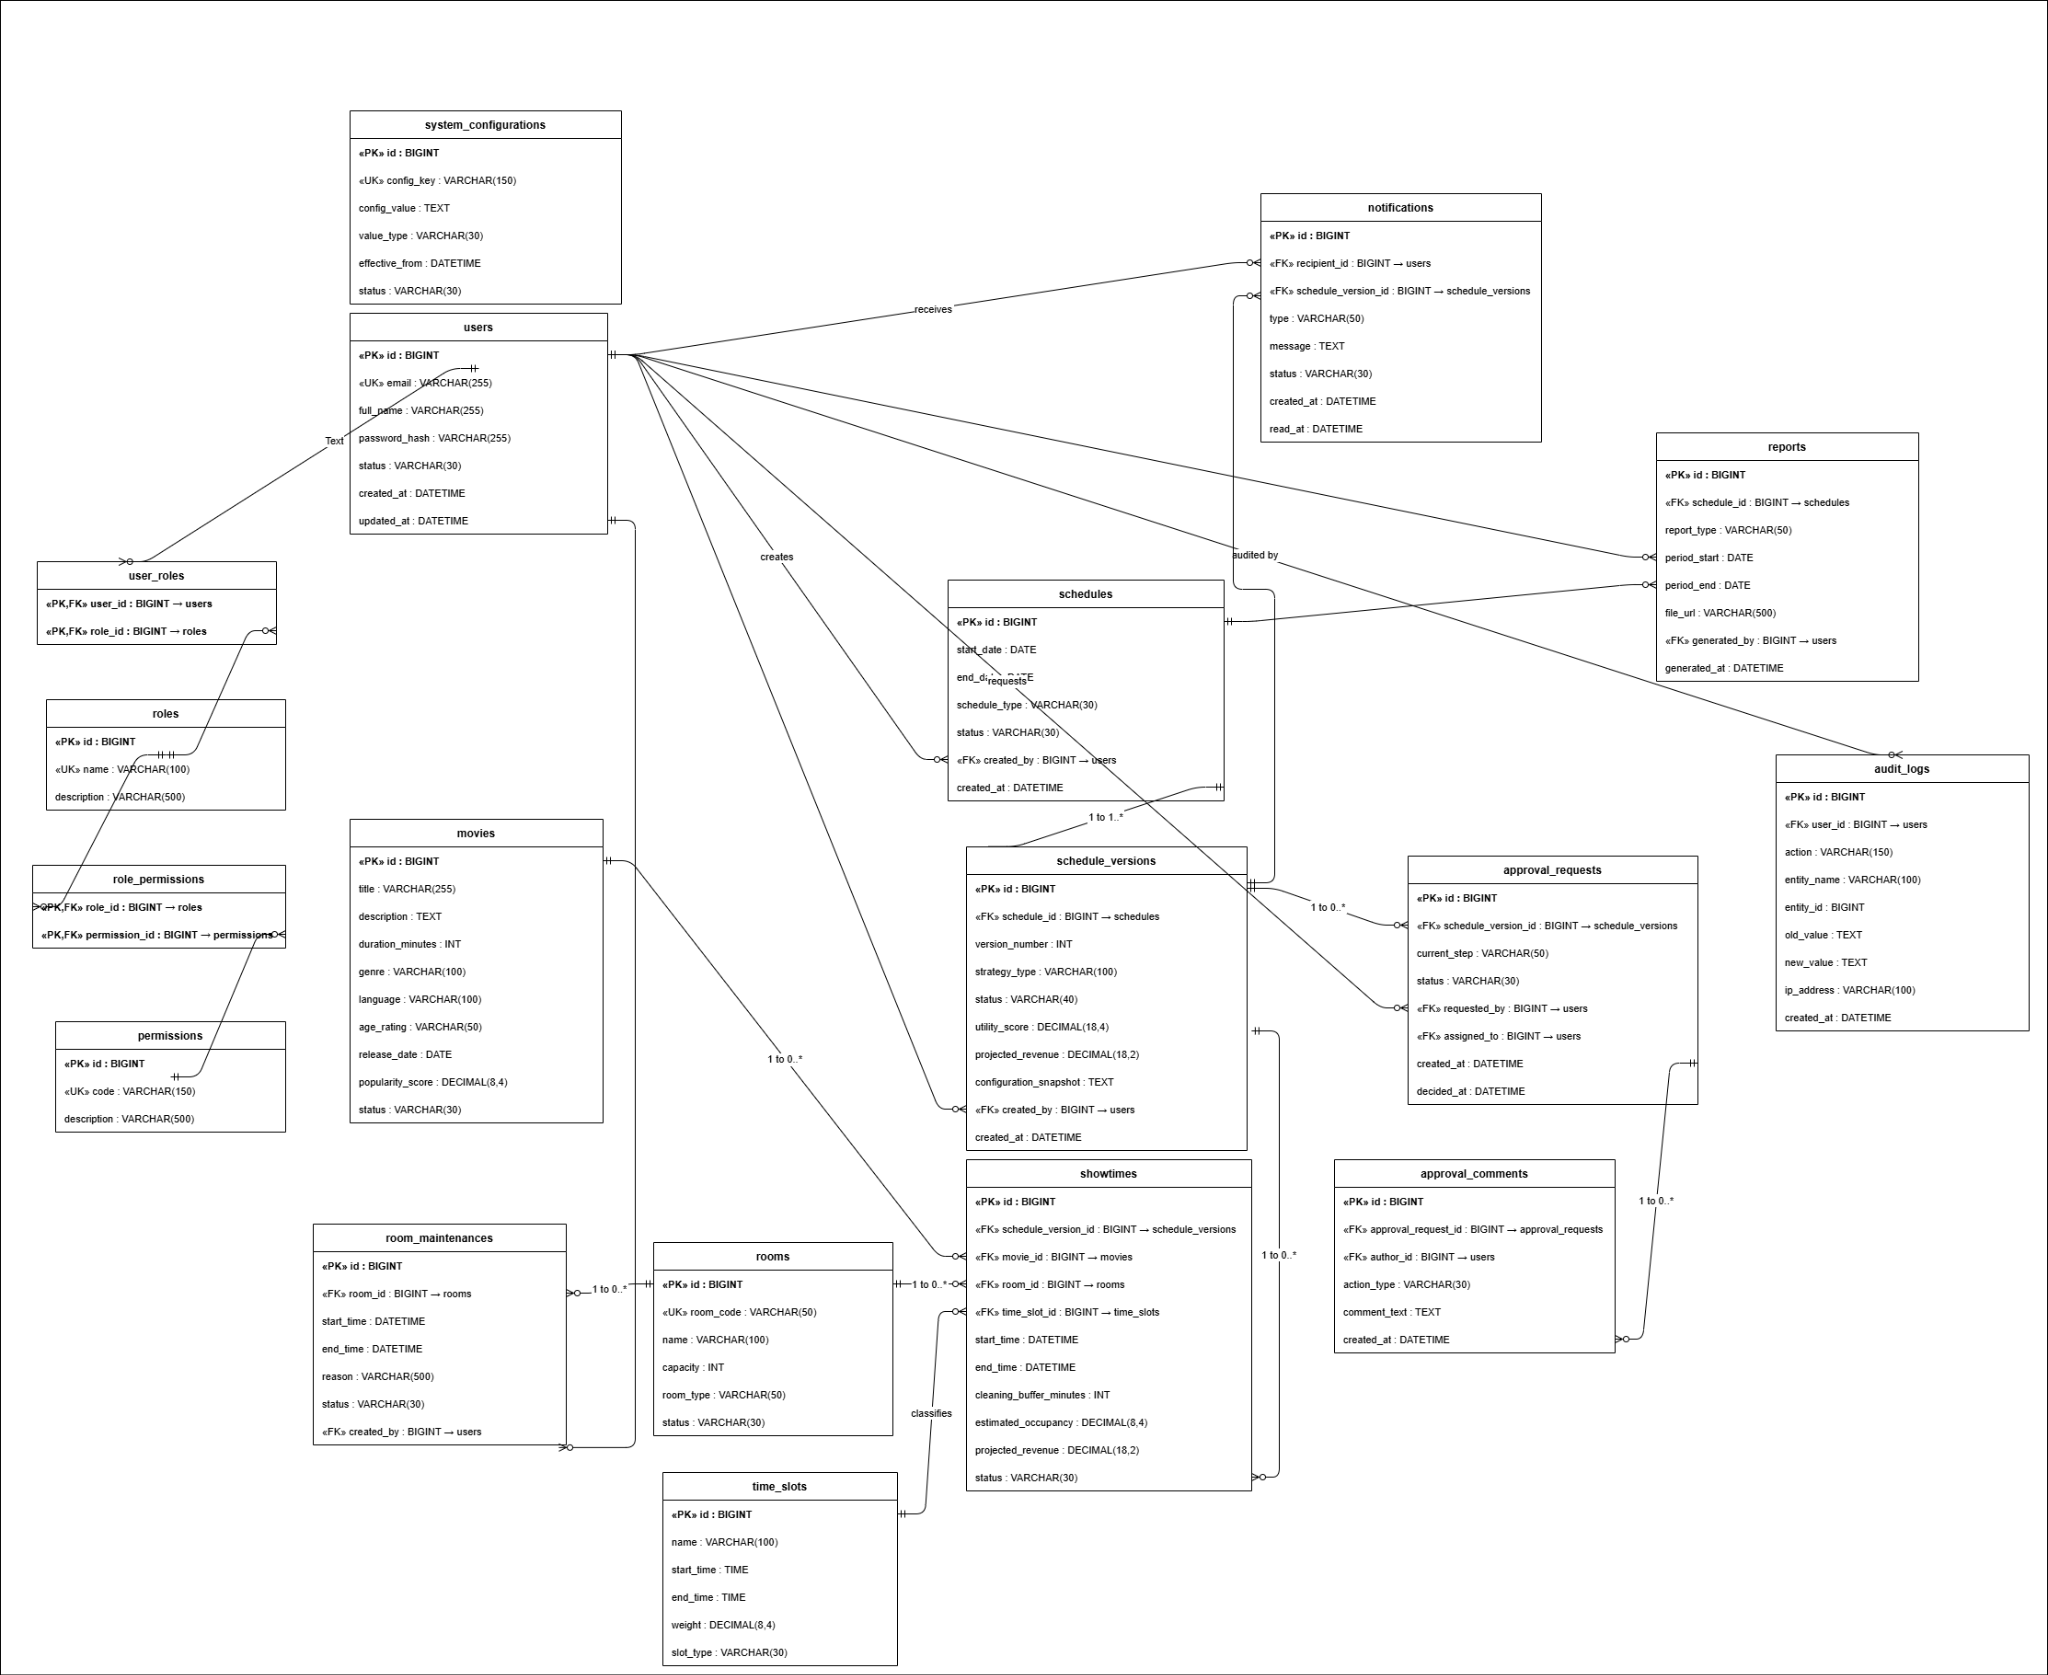 system_configurations
«PK» id : BIGINT
«UK» config_key : VARCHAR(150)
config_value : TEXT
value_type : VARCHAR(30)
effective_from : DATETIME
status : VARCHAR(30)
users
«PK» id : BIGINT
«UK» email : VARCHAR(255)
full_name : VARCHAR(255)
password_hash : VARCHAR(255)
status : VARCHAR(30)
created_at : DATETIME
updated_at : DATETIME
Text
user_roles
«PK,FK» user_id : BIGINT → users
«PK,FK» role_id : BIGINT → roles
roles
«PK» id : BIGINT
«UK» name : VARCHAR(100)
description : VARCHAR(500)
role_permissions
«PK,FK» role_id : BIGINT → roles
«PK,FK» permission_id : BIGINT → permissions
permissions
«PK» id : BIGINT
«UK» code : VARCHAR(150)
description : VARCHAR(500)
movies
«PK» id : BIGINT
title : VARCHAR(255)
description : TEXT
duration_minutes : INT
genre : VARCHAR(100)
language : VARCHAR(100)
age_rating : VARCHAR(50)
release_date : DATE
popularity_score : DECIMAL(8,4)
status : VARCHAR(30)
room_maintenances
«PK» id : BIGINT
«FK» room_id : BIGINT → rooms
start_time : DATETIME
end_time : DATETIME
reason : VARCHAR(500)
status : VARCHAR(30)
«FK» created_by : BIGINT → users
1 to 0..*
rooms
«PK» id : BIGINT
«UK» room_code : VARCHAR(50)
name : VARCHAR(100)
capacity : INT
room_type : VARCHAR(50)
status : VARCHAR(30)
1 to 0..*
time_slots
«PK» id : BIGINT
name : VARCHAR(100)
start_time : TIME
end_time : TIME
weight : DECIMAL(8,4)
slot_type : VARCHAR(30)
classifies
1 to 0..*
receives
creates
requests
audited by
notifications
«PK» id : BIGINT
«FK» recipient_id : BIGINT → users
«FK» schedule_version_id : BIGINT → schedule_versions
type : VARCHAR(50)
message : TEXT
status : VARCHAR(30)
created_at : DATETIME
read_at : DATETIME
reports
«PK» id : BIGINT
«FK» schedule_id : BIGINT → schedules
report_type : VARCHAR(50)
period_start : DATE
period_end : DATE
file_url : VARCHAR(500)
«FK» generated_by : BIGINT → users
generated_at : DATETIME
schedules
«PK» id : BIGINT
start_date : DATE
schedule_type : VARCHAR(30)
status : VARCHAR(30)
«FK» created_by : BIGINT → users
created_at : DATETIME
1 to 1..*
schedule_versions
«PK» id : BIGINT
«FK» schedule_id : BIGINT → schedules
version_number : INT
strategy_type : VARCHAR(100)
status : VARCHAR(40)
utility_score : DECIMAL(18,4)
projected_revenue : DECIMAL(18,2)
configuration_snapshot : TEXT
«FK» created_by : BIGINT → users
created_at : DATETIME
1 to 0..*
showtimes
«PK» id : BIGINT
«FK» schedule_version_id : BIGINT → schedule_versions
«FK» movie_id : BIGINT → movies
«FK» room_id : BIGINT → rooms
«FK» time_slot_id : BIGINT → time_slots
start_time : DATETIME
end_time : DATETIME
cleaning_buffer_minutes : INT
estimated_occupancy : DECIMAL(8,4)
projected_revenue : DECIMAL(18,2)
status : VARCHAR(30)
1 to 0..*
approval_requests
«PK» id : BIGINT
«FK» schedule_version_id : BIGINT → schedule_versions
current_step : VARCHAR(50)
status : VARCHAR(30)
«FK» requested_by : BIGINT → users
«FK» assigned_to : BIGINT → users
created_at : DATETIME
decided_at : DATETIME
1 to 0..*
approval_comments
«PK» id : BIGINT
«FK» approval_request_id : BIGINT → approval_requests
«FK» author_id : BIGINT → users
action_type : VARCHAR(30)
comment_text : TEXT
created_at : DATETIME
audit_logs
«PK» id : BIGINT
«FK» user_id : BIGINT → users
action : VARCHAR(150)
entity_name : VARCHAR(100)
entity_id : BIGINT
old_value : TEXT
new_value : TEXT
ip_address : VARCHAR(100)
created_at : DATETIME